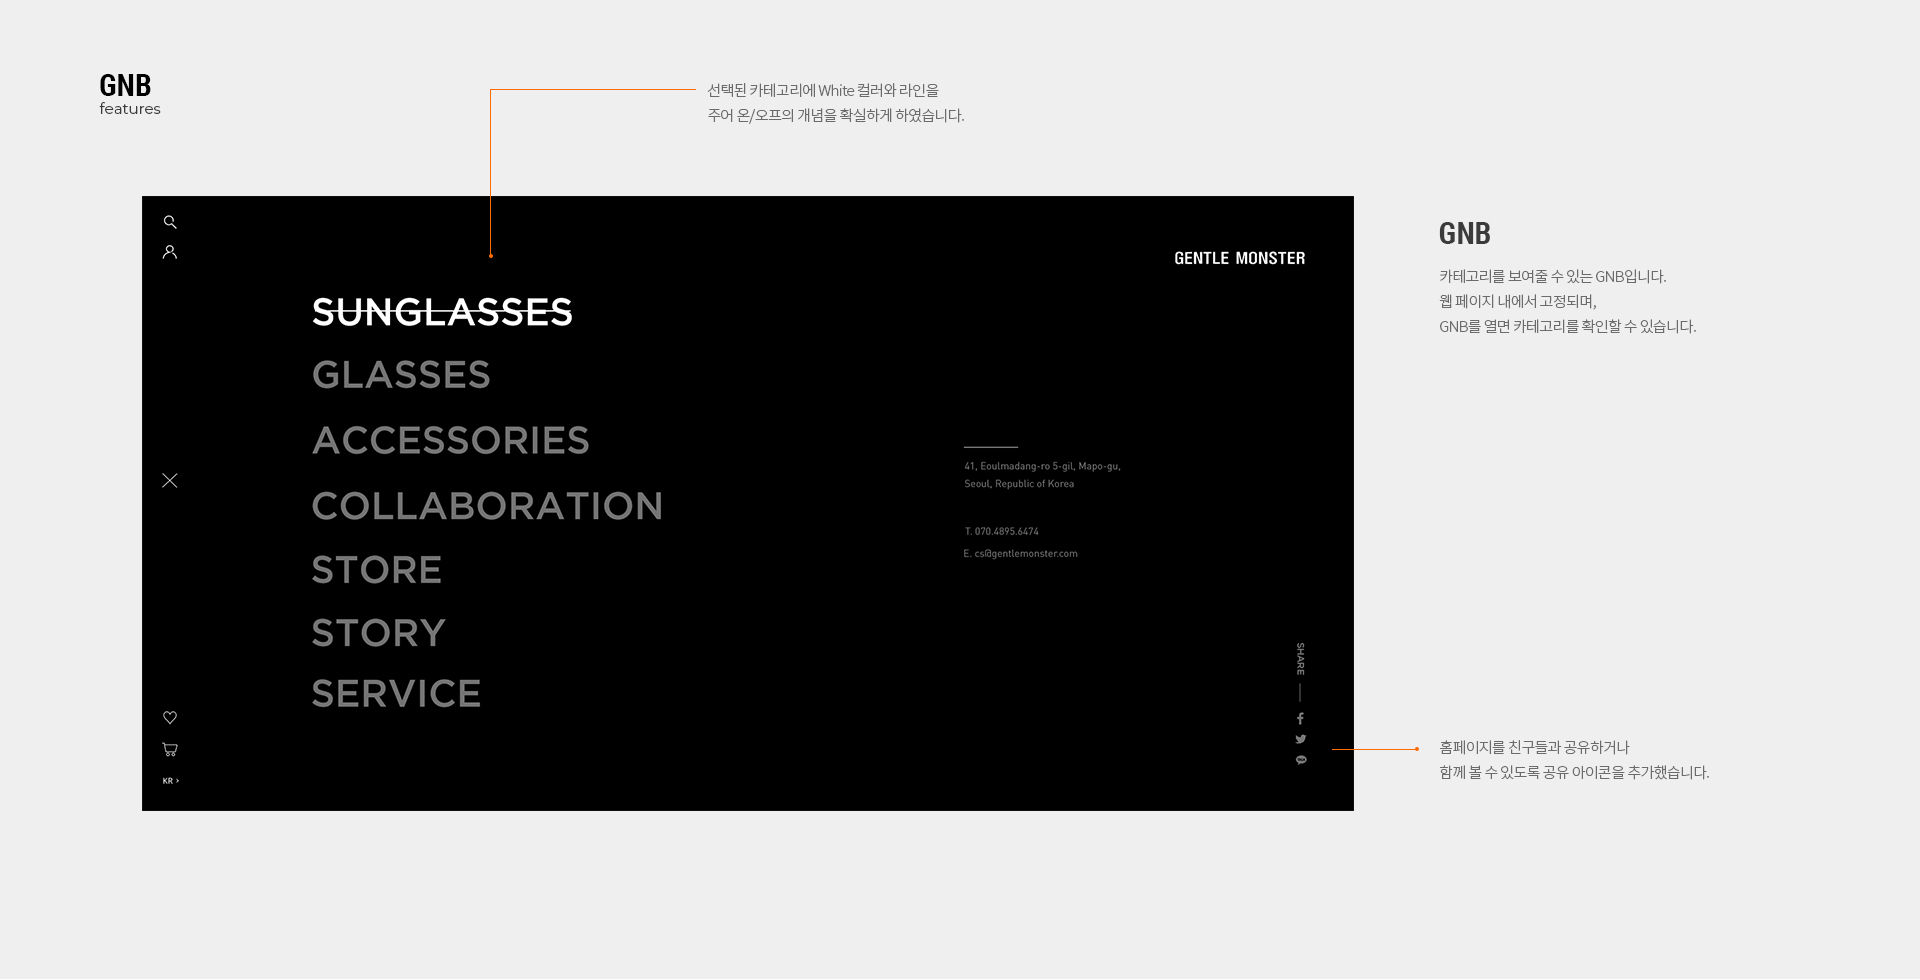 GNB
features
선택된 카테고리에 White 컬러와 라인을
주어 온/오프의 개념을 확실하게 하였습니다.
GENTLE MONSTER
SUNGLASSES
GLASSES
ACCESSORIES
COLLABORATION
STORE
STORY
SERVICE
KR
41, Eoulmadang-ro 5-gil, Mapo-gu,
Seoul, Republic of Korea
T. 070.4895.6474
E. cs@gentlemonster.com
SHARE
GNB
카테고리를 보여줄 수 있는 GNB입니다.
웹 페이지 내에서 고정되며,
GNB를 열면 카테고리를 확인할 수 있습니다.
홈페이지를 친구들과 공유하거나
함께 볼 수 있도록 공유 아이콘을 추가했습니다.